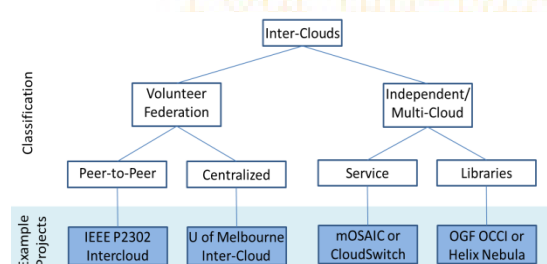 Inter-Clouds
Classification
Volunteer
Federation
Independent/
Multi-Cloud
Peer-to-Peer
Centralized
Service
Libraries
Example
Projects
IEEE P2302
Intercloud
U of Melbourne
Inter-Cloud
mOSAIC or
CloudSwitch
OGF OCCI or
Helix Nebula